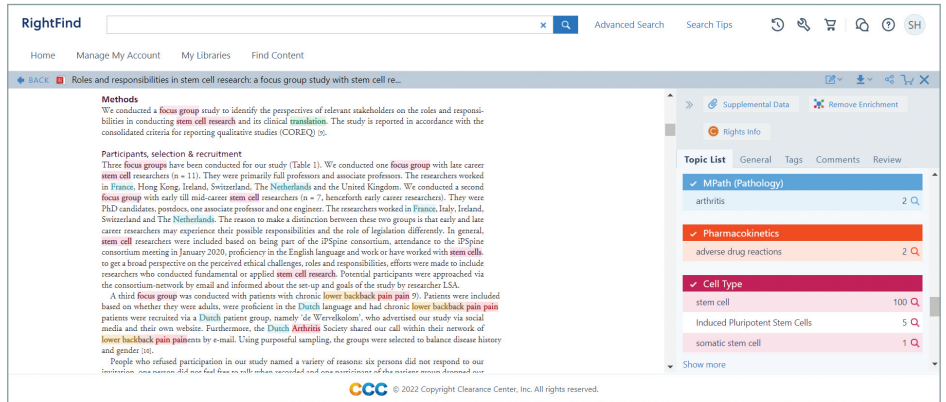 RightFind
×
Advanced Search
Search Tips
SH
Home
Manage My Account
My Libraries
Find Content
BACK
Roles and responsibilities in stem cell research: a focus group study with stem cell re...
Methods
We conducted a focus group study to identify the perspectives of relevant stakeholders on the roles and responsi-
bilities in conducting stem cell research and its clinical translation. The study is reported in accordance with the
consolidated criteria for reporting qualitative studies (COREQ) [9].
Participants, selection & recruitment
Three focus groups have been conducted for our study (Table 1). We conducted one focus group with late career
stem cell researchers (n = 11). They were primarily full professors and associate professor. The researchers worked
in France, Hong Kong, Ireland, Switzerland, The Netherlands and the United Kingdom. We conducted a second
focus group with early till mid-career stem cell researchers (n = 7, henceforth early career researchers). They were
PhD candidates, postdocs, one associate professor and one engineer. The researchers worked in France, Italy, Ireland,
Switzerland and The Netherlands. The reason to make a distinction between these two groups is that early and late
career researchers may experience their possible responsibilities and the role of legislation differently. In general,
stem cell researchers were included based on being part of the iPSpine consortium, attendance to the iPSpine
consortium meeting in January 2020, proficiency in the English language and work or have worked with stem cells.
to get a broad perspective on the perceived ethical challenges, roles and responsibilities, efforts were made to include
researchers who conducted fundamental or applied stem cell research. Potential participants were approached via
the consortium-network by email and informed about the set-up and goals of the study by researcher LSA.
A third focus group was conducted with patients with chronic lower backback pain pain 9). Patients were included
based on whether they were adults, were proficient in the Dutch language and had chronic lower backback pain pain
patients were recruited via a Dutch patient group, namely 'de Wervelkolom', who advertised our study via social
media and their own website. Furthermore, the Dutch Arthritis Society shared our call within their network of
lower backback pain painents by e-mail. Using purposeful sampling, the groups were selected to balance disease history
and gender [10].
People who refused participation in our study named a variety of reasons: six persons did not respond to our
invitation, one person did not feel free to talk when recorded and one participant of the patient group dropped out
Supplemental Data
Remove Enrichment
Rights Info
Topic List
General
Tags
Comments
Review
MPath (Pathology)
arthritis 2
Pharmacokinetics
adverse drug reactions 2
Cell Type
stem cell 100
Induced Pluripotent Stem Cells 5
somatic stem cell 1
Show more
CCC © 2022 Copyright Clearance Center, Inc. All rights reserved.